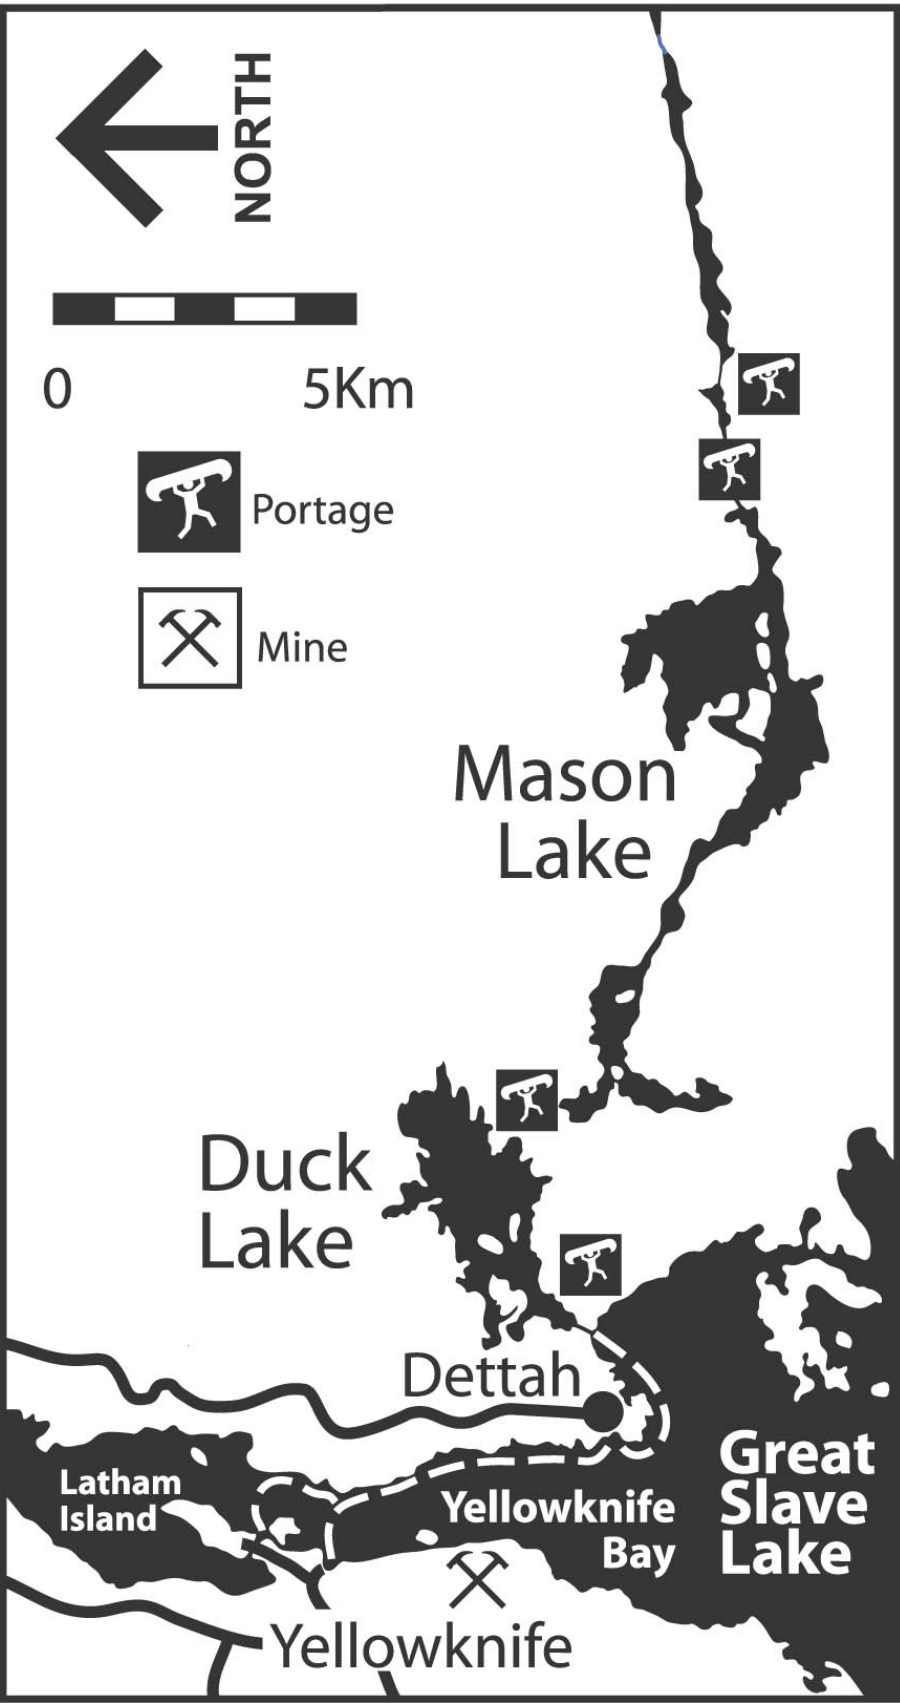 NORTH
0 5Km
Portage
Mine
Mason
Lake
Duck
Lake
Dettah
Great
Slave
Lake
Latham
Island
Yellowknife
Bay
Yellowknife